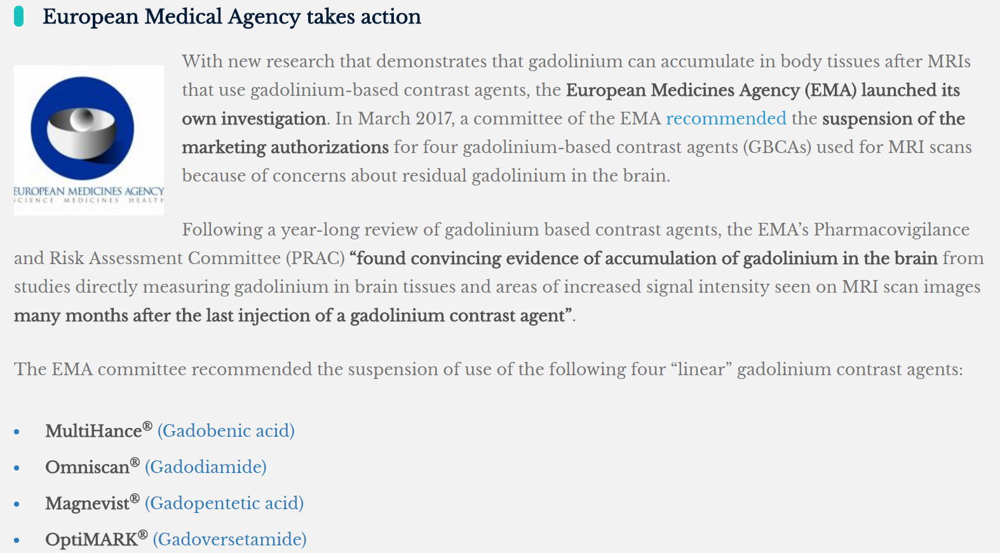 European Medical Agency takes action
With new research that demonstrates that gadolinium can accumulate in body tissues after MRIs
that use gadolinium-based contrast agents, the European Medicines Agency (EMA) launched its
own investigation. In March 2017, a committee of the EMA recommended the suspension of the
marketing authorizations for four gadolinium-based contrast agents (GBCAs) used for MRI scans
because of concerns about residual gadolinium in the brain.
EUROPEAN MEDICINES AGENCY
SCIENCE MEDICINES HEALTH
Following a year-long review of gadolinium based contrast agents, the EMA’s Pharmacovigilance
and Risk Assessment Committee (PRAC) “found convincing evidence of accumulation of gadolinium in the brain from
studies directly measuring gadolinium in brain tissues and areas of increased signal intensity seen on MRI scan images
many months after the last injection of a gadolinium contrast agent”.
The EMA committee recommended the suspension of use of the following four “linear” gadolinium contrast agents:
• MultiHance® (Gadobenic acid)
• Omniscan® (Gadodiamide)
• Magnevist® (Gadopentetic acid)
• OptiMARK® (Gadoversetamide)